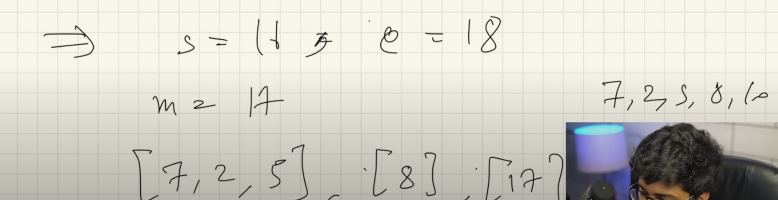 ⇒ s = 17, e = 18
m = 17
7, 2, 5, 8, 10
[7, 2, 5], [8], [17]